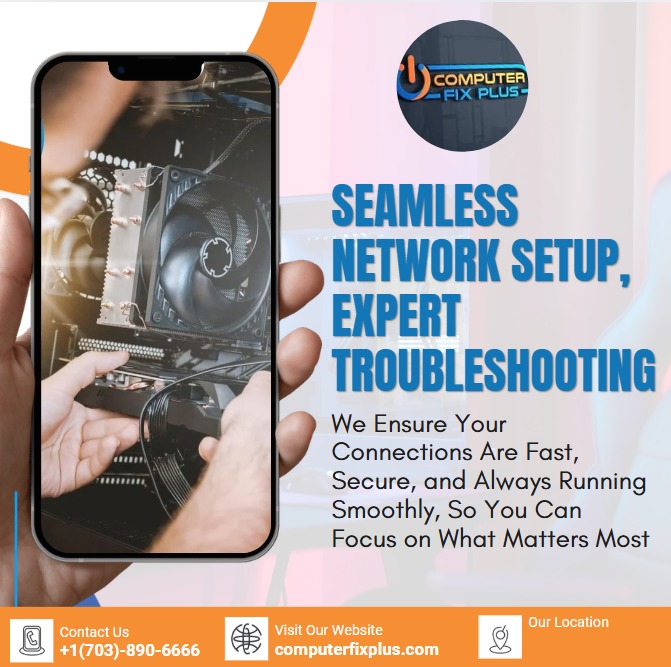 COMPUTER
FIX PLUS
SEAMLESS
NETWORK SETUP,
EXPERT
TROUBLESHOOTING
We Ensure Your
Connections Are Fast,
Secure, and Always Running
Smoothly, So You Can
Focus on What Matters Most
Contact Us
+1(703)-890-6666
Visit Our Website
computerfixplus.com
Our Location